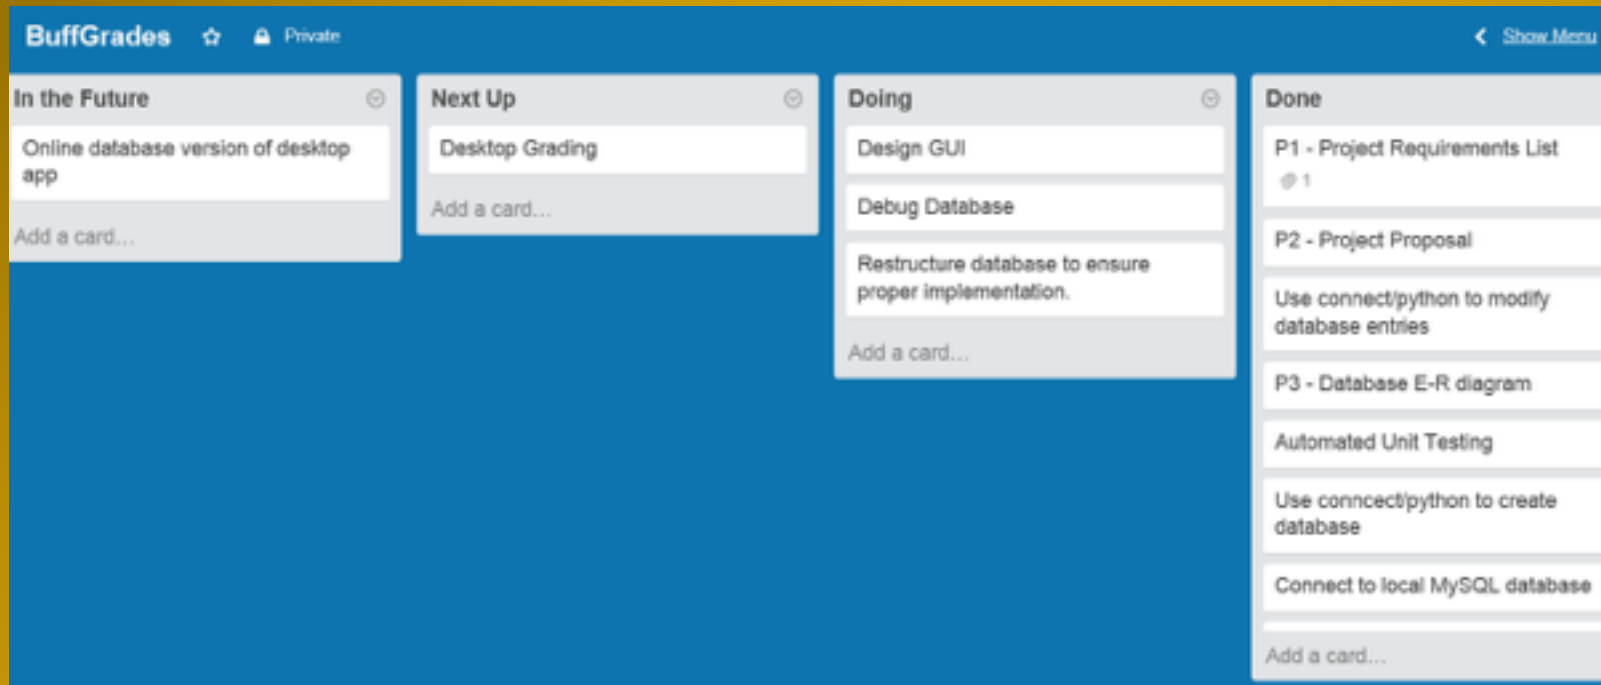 BuffGrades
Private
Show Menu
In the Future
Online database version of desktop
app
Add a card...
Next Up
Desktop Grading
Add a card...
Doing
Design GUI
Debug Database
Restructure database to ensure
proper implementation.
Add a card...
Done
P1 - Project Requirements List
1
P2 - Project Proposal
Use connect/python to modify
database entries
P3 - Database E-R diagram
Automated Unit Testing
Use conncect/python to create
database
Connect to local MySQL database
Add a card...